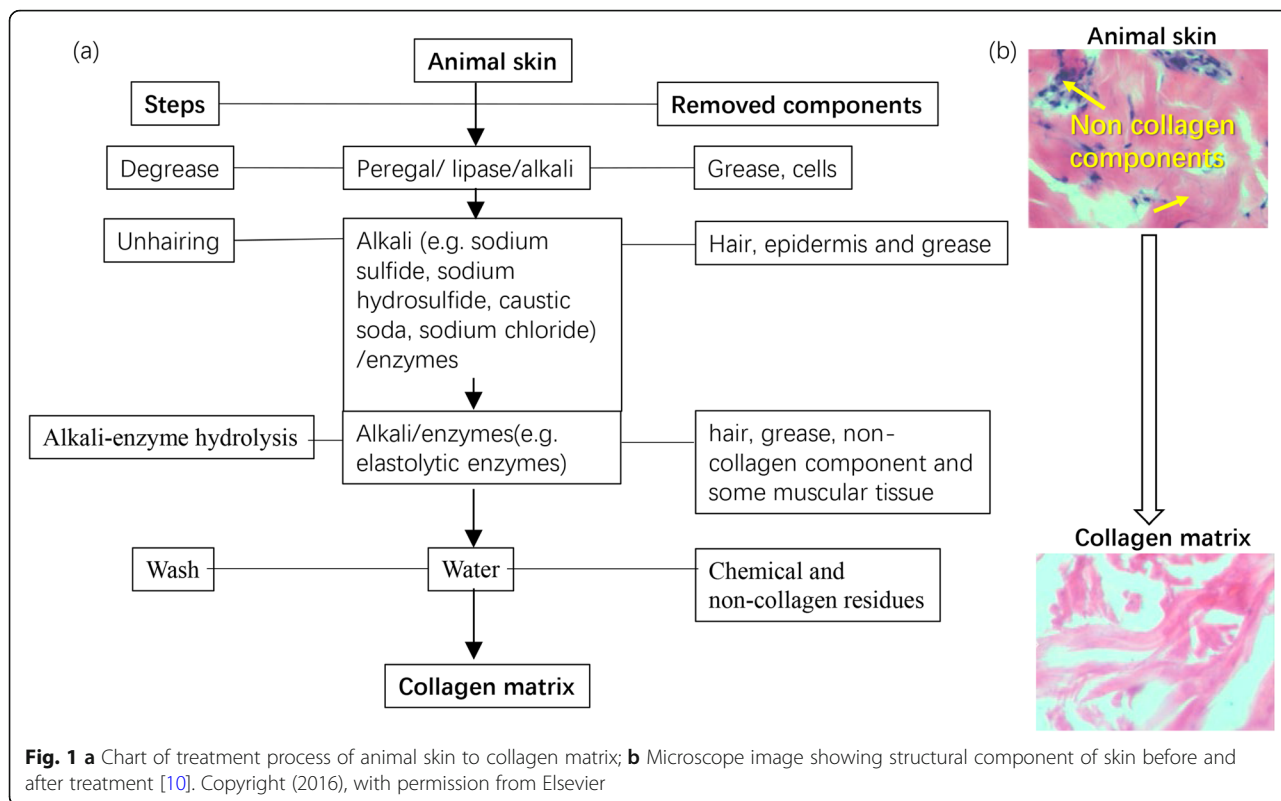 (a)
Animal skin
Steps
Removed components
Degrease
Peregal/ lipase/alkali
Grease, cells
Unhairing
Alkali (e.g. sodium
sulfide, sodium
hydrosulfide, caustic
soda, sodium chloride)
/enzymes
Hair, epidermis and grease
Alkali-enzyme hydrolysis
Alkali/enzymes(e.g.
elastolytic enzymes)
hair, grease, non-
collagen component and
some muscular tissue
Wash
Water
Chemical and
non-collagen residues
Collagen matrix
(b)
Animal skin
Non collagen
components
Collagen matrix
Fig. 1 a Chart of treatment process of animal skin to collagen matrix; b Microscope image showing structural component of skin before and
after treatment [10]. Copyright (2016), with permission from Elsevier